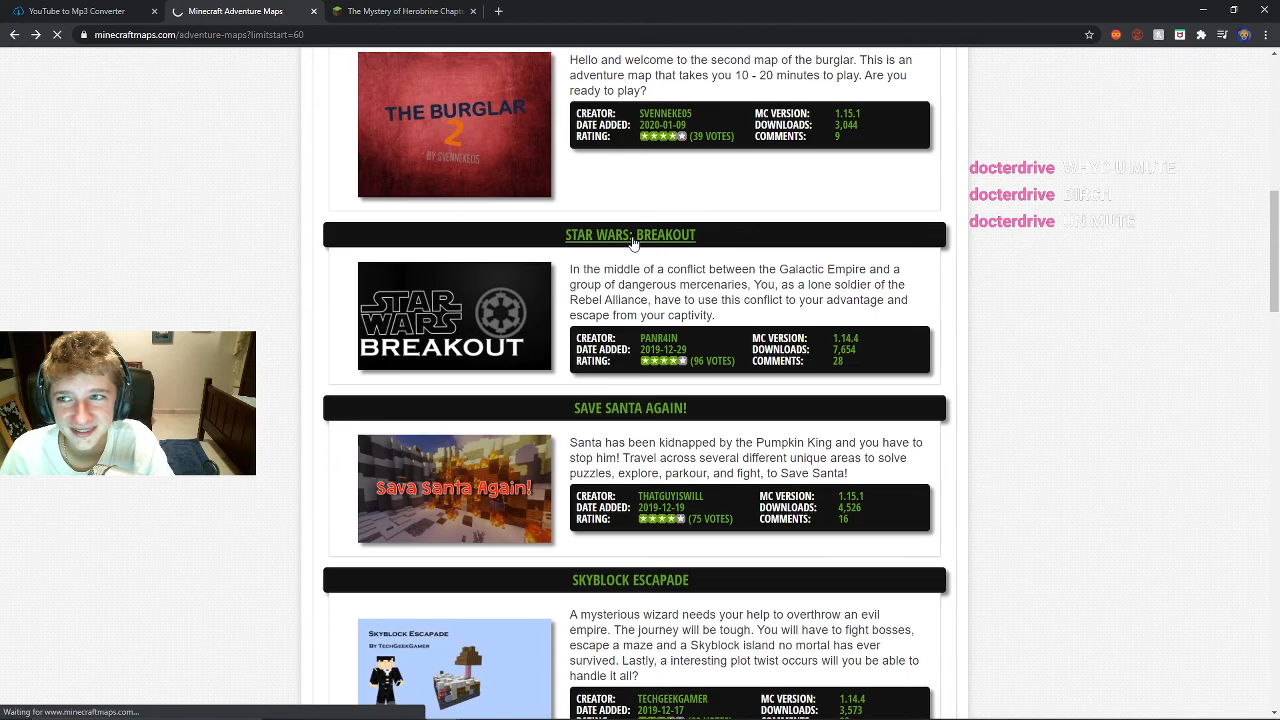 YouTube to Mp3 Converter
Minecraft Adventure Maps
The Mystery of Herobrine Chapte
minecraftmaps.com/adventure-maps?limitstart=60
Hello and welcome to the second map of the burglar. This is an
adventure map that takes you 10 - 20 minutes to play. Are you
ready to play?
THE BURGLAR
2
BY SVENNEKE05
CREATOR: SVENNEKE05 MC VERSION: 1.15.1
DATE ADDED: 2020-01-09 DOWNLOADS: 3,044
RATING: (39 VOTES) COMMENTS: 9
docterdrive WHY'D U MUTE
docterdrive BIRCH
docterdrive UN MUTE
STAR WARS: BREAKOUT
In the middle of a conflict between the Galactic Empire and a
group of dangerous mercenaries, You, as a lone soldier of the
Rebel Alliance, have to use this conflict to your advantage and
escape from your captivity.
STAR
WARS
BREAKOUT
CREATOR: PANR4IN MC VERSION: 1.14.4
DATE ADDED: 2019-12-29 DOWNLOADS: 7,654
RATING: (96 VOTES) COMMENTS: 28
SAVE SANTA AGAIN!
Santa has been kidnapped by the Pumpkin King and you have to
stop him! Travel across several different unique areas to solve
puzzles, explore, parkour, and fight, to Save Santa!
Sava Santa Again!
CREATOR: THATGUYISWILL MC VERSION: 1.15.1
DATE ADDED: 2019-12-19 DOWNLOADS: 4,526
RATING: (75 VOTES) COMMENTS: 16
SKYBLOCK ESCAPADE
A mysterious wizard needs your help to overthrow an evil
empire. The journey will be tough. You will have to fight bosses,
escape a maze and a Skyblock island no mortal has ever
survived. Lastly, a interesting plot twist occurs will you be able to
handle it all?
SKYBLOCK ESCAPADE
BY TECHGEEKGAMER
CREATOR: TECHGEEKGAMER MC VERSION: 1.14.4
DATE ADDED: 2019-12-17 DOWNLOADS: 3,573
Waiting for www.minecraftmaps.com...